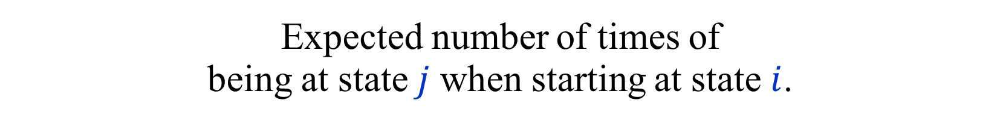 Expected number of times of
being at state j when starting at state i.